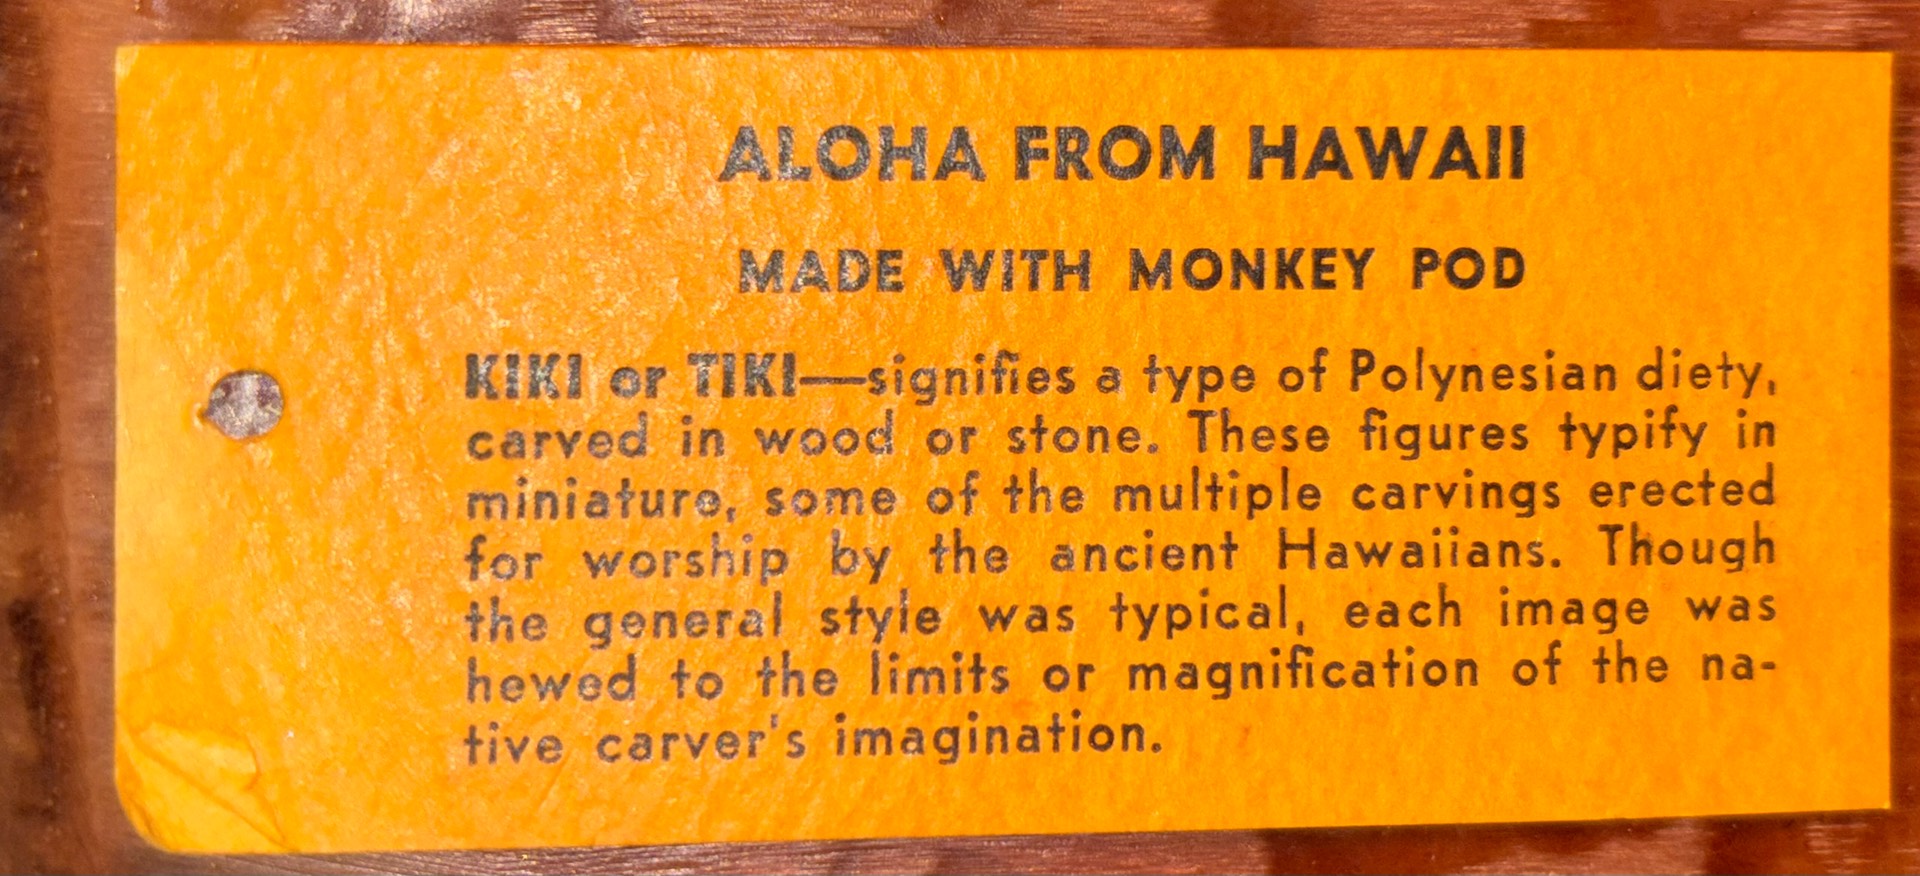 ALOHA FROM HAWAII
MADE WITH MONKEY POD
KIKI or TIKI—signifies a type of Polynesian diety,
carved in wood or stone. These figures typify in
miniature, some of the multiple carvings erected
for worship by the ancient Hawaiians. Though
the general style was typical, each image was
hewed to the limits or magnification of the na-
tive carver's imagination.